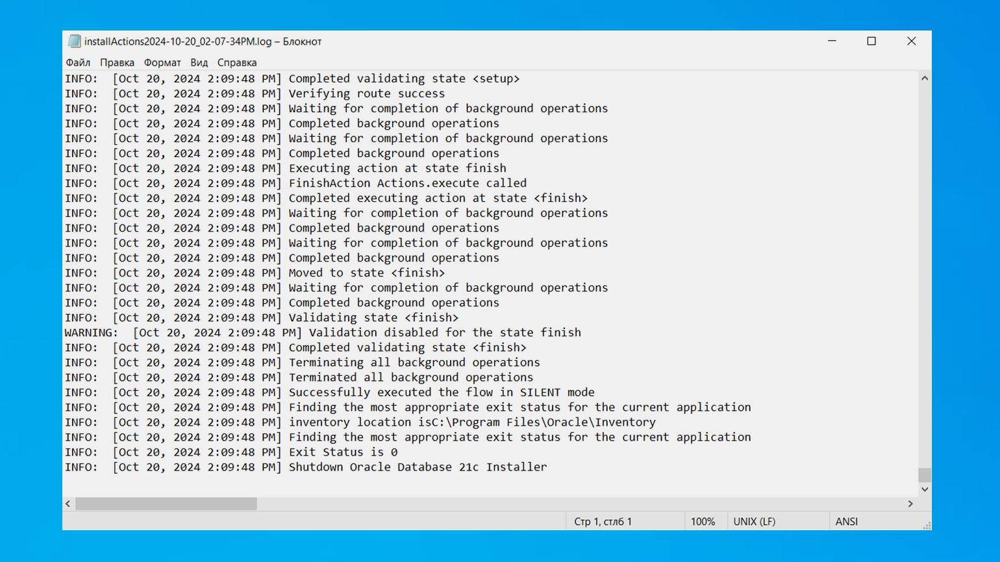 installActions2024-10-20_02-07-34PM.log – Блокнот
Файл Правка Формат Вид Справка
INFO:  [Oct 20, 2024 2:09:48 PM] Completed validating state <setup>
INFO:  [Oct 20, 2024 2:09:48 PM] Verifying route success
INFO:  [Oct 20, 2024 2:09:48 PM] Waiting for completion of background operations
INFO:  [Oct 20, 2024 2:09:48 PM] Completed background operations
INFO:  [Oct 20, 2024 2:09:48 PM] Waiting for completion of background operations
INFO:  [Oct 20, 2024 2:09:48 PM] Completed background operations
INFO:  [Oct 20, 2024 2:09:48 PM] Executing action at state finish
INFO:  [Oct 20, 2024 2:09:48 PM] FinishAction Actions.execute called
INFO:  [Oct 20, 2024 2:09:48 PM] Completed executing action at state <finish>
INFO:  [Oct 20, 2024 2:09:48 PM] Waiting for completion of background operations
INFO:  [Oct 20, 2024 2:09:48 PM] Completed background operations
INFO:  [Oct 20, 2024 2:09:48 PM] Waiting for completion of background operations
INFO:  [Oct 20, 2024 2:09:48 PM] Completed background operations
INFO:  [Oct 20, 2024 2:09:48 PM] Moved to state <finish>
INFO:  [Oct 20, 2024 2:09:48 PM] Waiting for completion of background operations
INFO:  [Oct 20, 2024 2:09:48 PM] Completed background operations
INFO:  [Oct 20, 2024 2:09:48 PM] Validating state <finish>
WARNING:  [Oct 20, 2024 2:09:48 PM] Validation disabled for the state finish
INFO:  [Oct 20, 2024 2:09:48 PM] Completed validating state <finish>
INFO:  [Oct 20, 2024 2:09:48 PM] Terminating all background operations
INFO:  [Oct 20, 2024 2:09:48 PM] Terminated all background operations
INFO:  [Oct 20, 2024 2:09:48 PM] Successfully executed the flow in SILENT mode
INFO:  [Oct 20, 2024 2:09:48 PM] Finding the most appropriate exit status for the current application
INFO:  [Oct 20, 2024 2:09:48 PM] inventory location isC:\Program Files\Oracle\Inventory
INFO:  [Oct 20, 2024 2:09:48 PM] Finding the most appropriate exit status for the current application
INFO:  [Oct 20, 2024 2:09:48 PM] Exit Status is 0
INFO:  [Oct 20, 2024 2:09:48 PM] Shutdown Oracle Database 21c Installer
Стр 1, стлб 1 100% UNIX (LF) ANSI